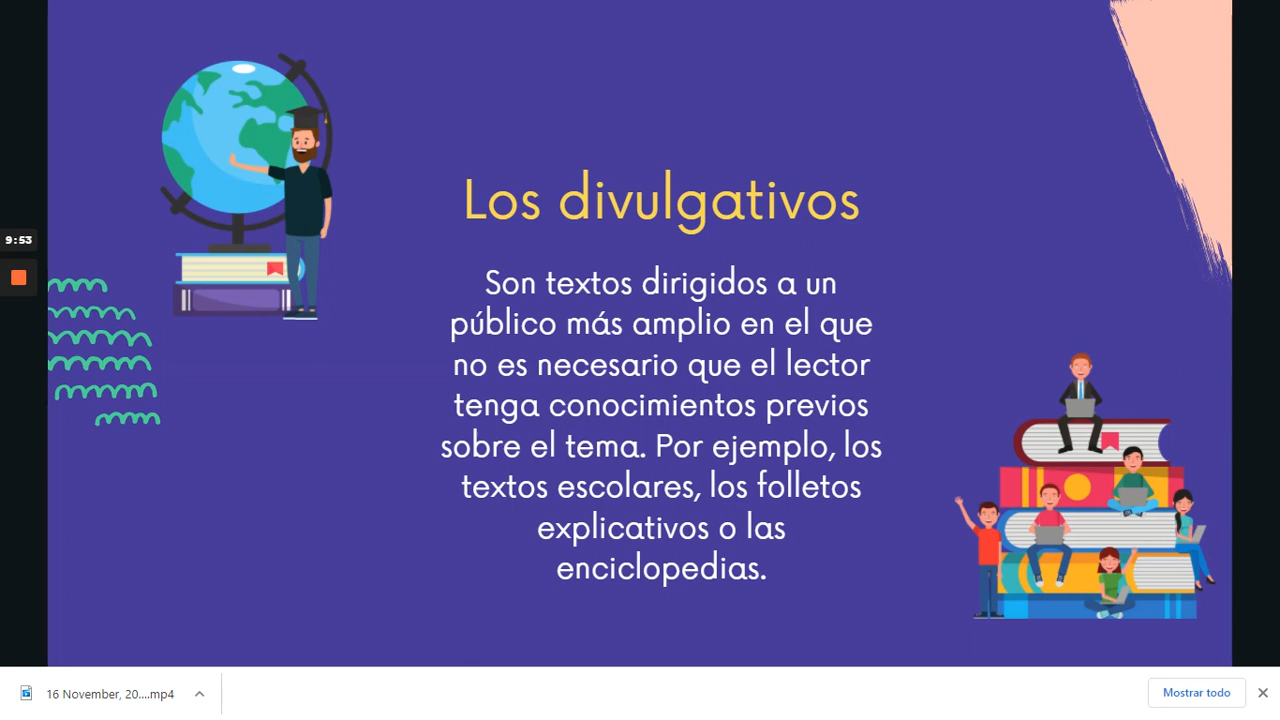 Los divulgativos
Son textos dirigidos a un
público más amplio en el que
no es necesario que el lector
tenga conocimientos previos
sobre el tema. Por ejemplo, los
textos escolares, los folletos
explicativos o las
enciclopedias.
9:53
16 November, 20....mp4
Mostrar todo